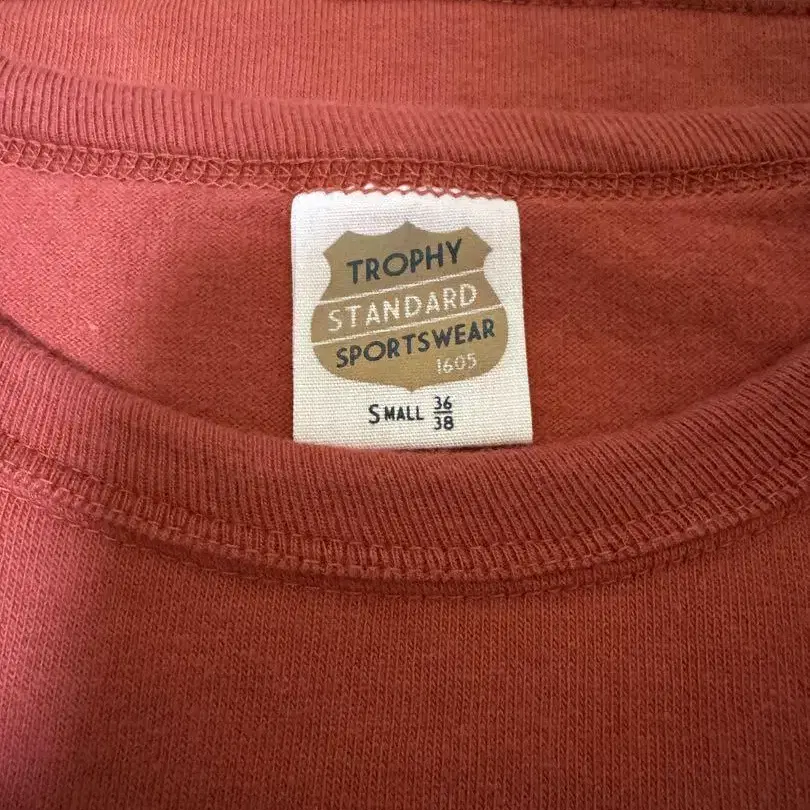 TROPHY
STANDARD
SPORTSWEAR
1605
SMALL 36/38